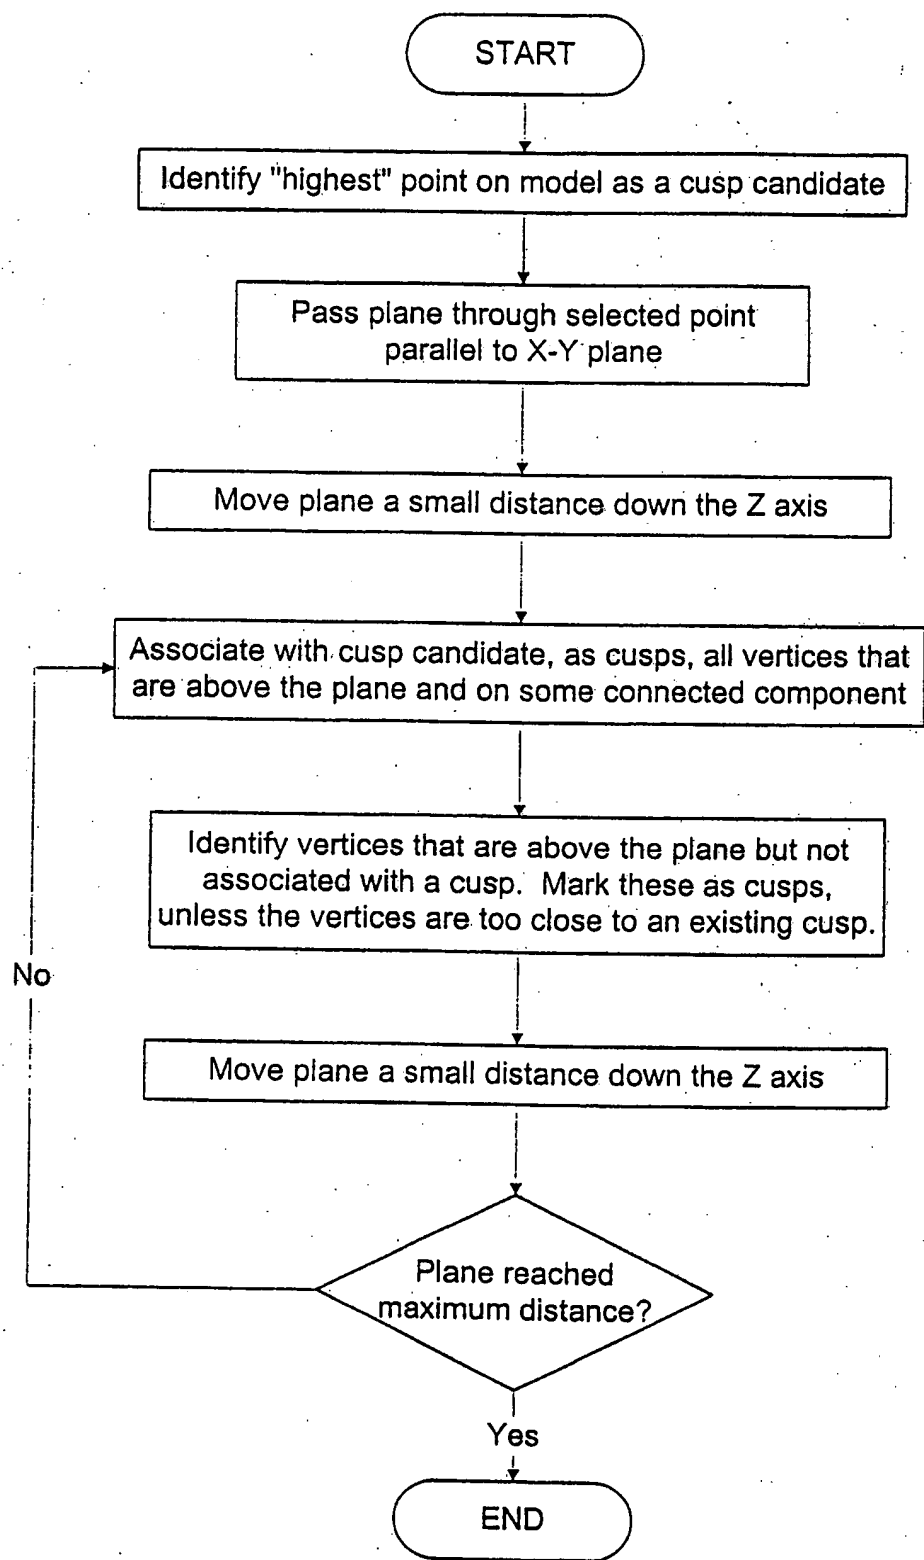 START
Identify "highest" point on model as a cusp candidate
Pass plane through selected point
parallel to X-Y plane
Move plane a small distance down the Z axis
Associate with cusp candidate, as cusps, all vertices that
are above the plane and on some connected component
Identify vertices that are above the plane but not
associated with a cusp. Mark these as cusps,
unless the vertices are too close to an existing cusp.
No
Move plane a small distance down the Z axis
Plane reached
maximum distance?
Yes
END